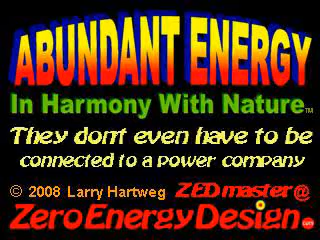 ABUNDANT ENERGY
In Harmony With Nature™
They dont even have to be
connected to a power company
© 2008 Larry Hartweg ZED master@
ZeroEnergyDesign.com